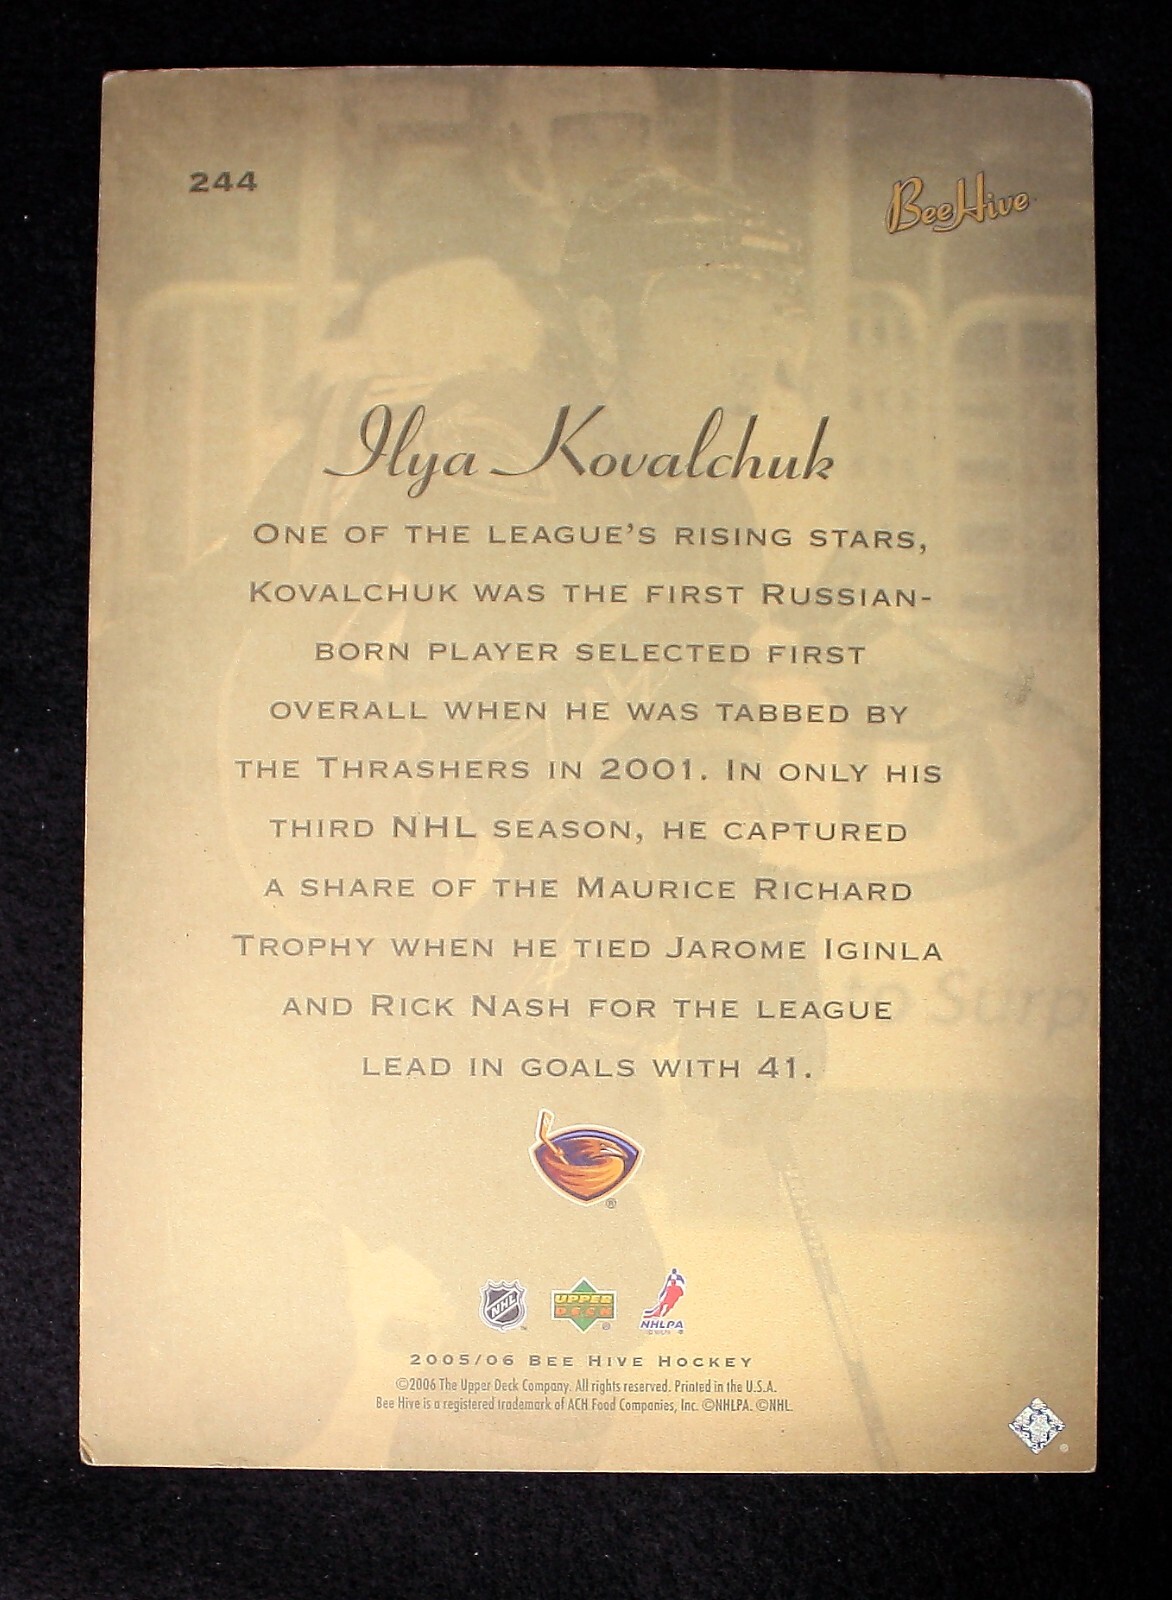 244
BeeHive
Ilya Kovalchuk
ONE OF THE LEAGUE'S RISING STARS,
KOVALCHUK WAS THE FIRST RUSSIAN-
BORN PLAYER SELECTED FIRST
OVERALL WHEN HE WAS TABBED BY
THE THRASHERS IN 2001. IN ONLY HIS
THIRD NHL SEASON, HE CAPTURED
A SHARE OF THE MAURICE RICHARD
TROPHY WHEN HE TIED JAROME IGINLA
AND RICK NASH FOR THE LEAGUE
LEAD IN GOALS WITH 41.
to Surp
®
NHL UPPER DECK NHLPA
2005/06 BEE HIVE HOCKEY
©2006 The Upper Deck Company. All rights reserved. Printed in the U.S.A.
Bee Hive is a registered trademark of ACH Food Companies, Inc. ©NHLPA. ©NHL.